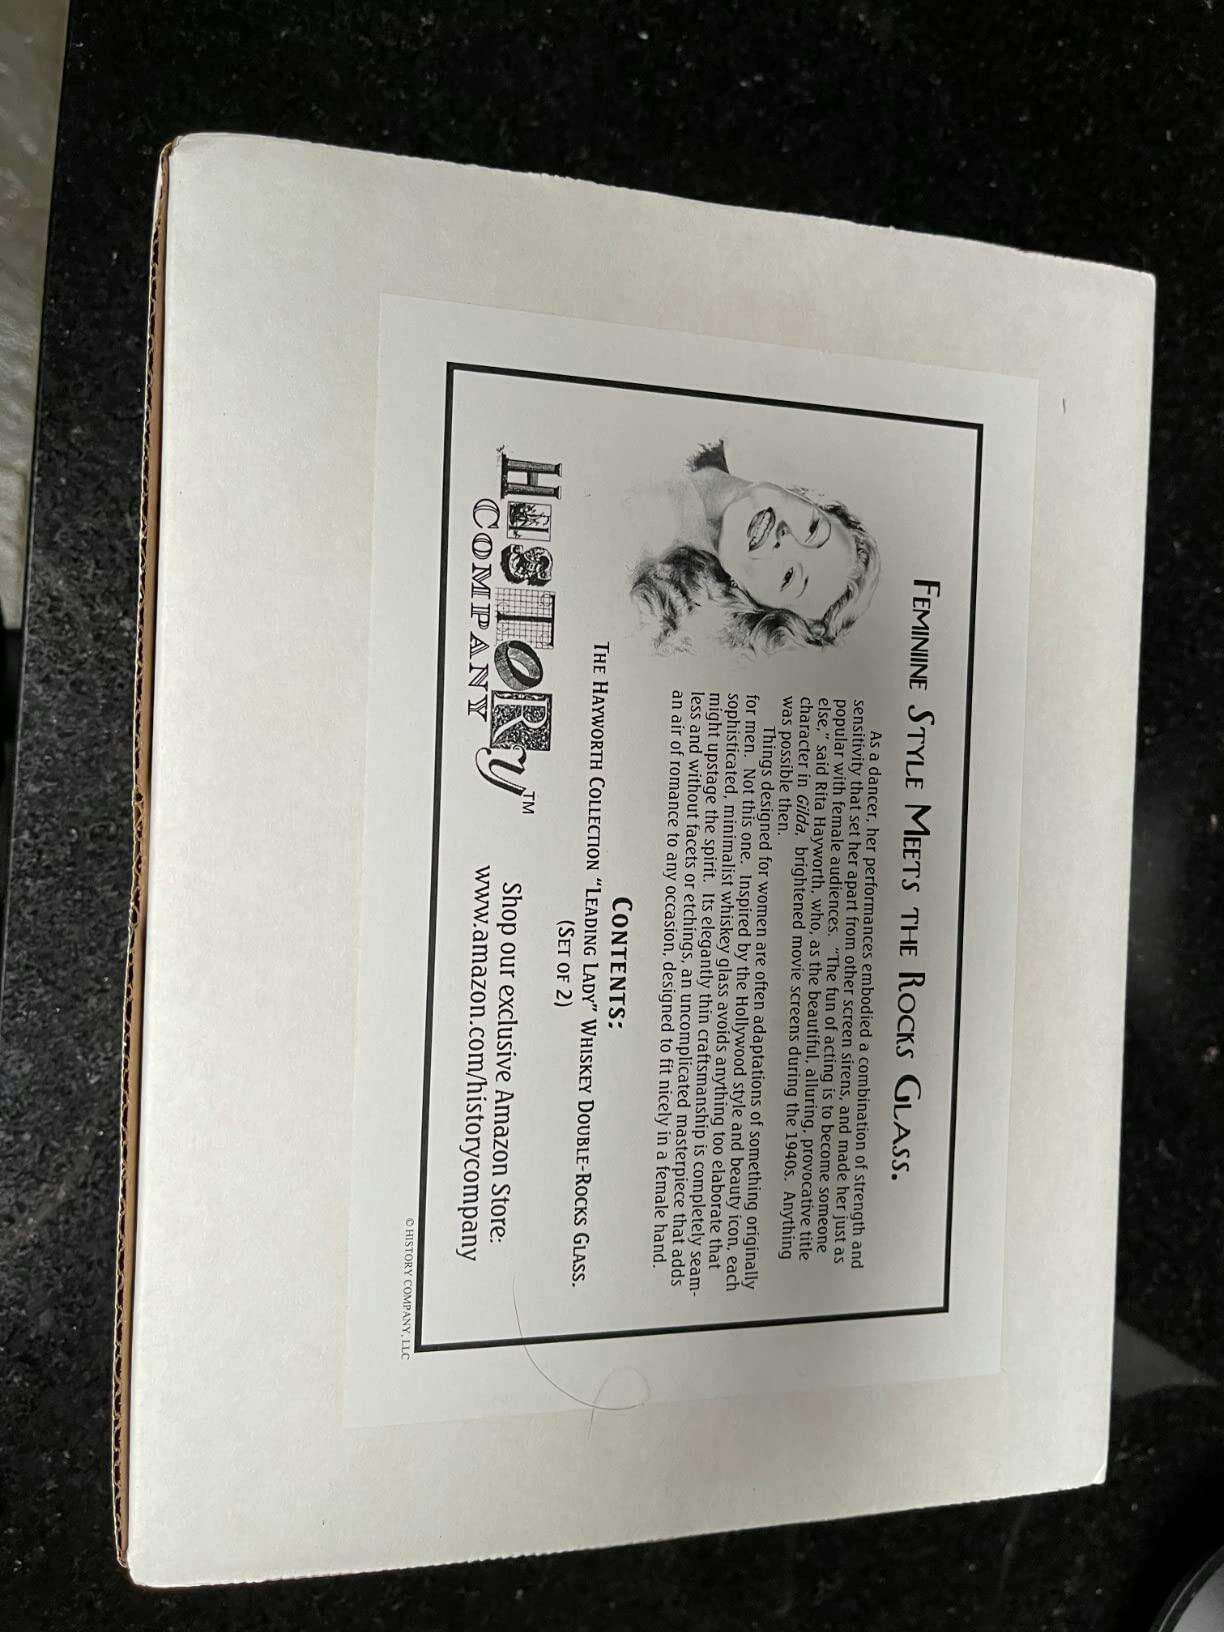 FEMINIINE STYLE MEETS THE ROCKS GLASS.
As a dancer, her performances embodied a combination of strength and
sensitivity that set her apart from other screen sirens, and made her just as
popular with female audiences. "The fun of acting is to become someone
else," said Rita Hayworth, who, as the beautiful, alluring, provocative title
character in Gilda, brightened movie screens during the 1940s. Anything
was possible then.
Things designed for women are often adaptations of something originally
for men. Not this one. Inspired by the Hollywood style and beauty icon, each
sophisticated, minimalist whiskey glass avoids anything too elaborate that
might upstage the spirit. Its elegantly thin craftsmanship is completely seam-
less and without facets or etchings, an uncomplicated masterpiece that adds
an air of romance to any occasion, designed to fit nicely in a female hand.
CONTENTS:
THE HAYWORTH COLLECTION "LEADING LADY" WHISKEY DOUBLE-ROCKS GLASS.
(SET OF 2)
HISTORY™
COMPANY
Shop our exclusive Amazon Store:
www.amazon.com/historycompany
© HISTORY COMPANY, LLC